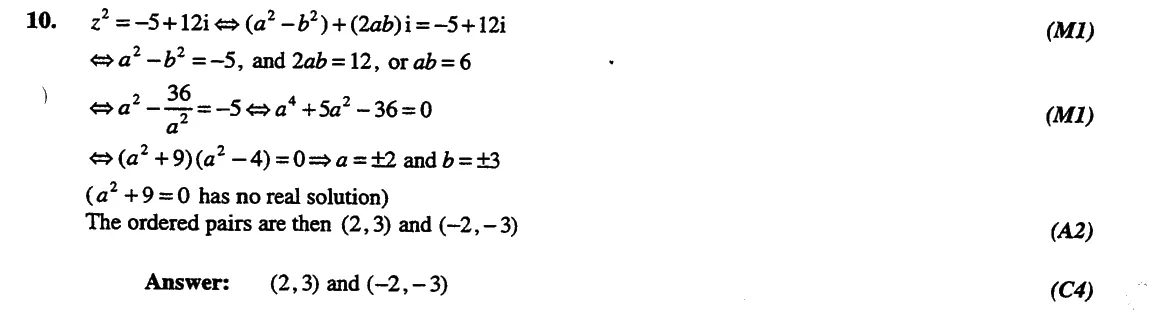 10. z² = –5+12i ⇔ (a² – b²)+(2ab)i = –5+12i (M1)
⇔ a² – b² = –5, and 2ab = 12, or ab = 6
⇔ a² – 36/a² = –5 ⇔ a⁴ + 5a² – 36 = 0 (M1)
⇔ (a² + 9)(a² – 4) = 0 ⇒ a = ±2 and b = ±3
(a² + 9 = 0 has no real solution)
The ordered pairs are then (2, 3) and (–2, – 3) (A2)
Answer: (2, 3) and (–2, – 3) (C4)